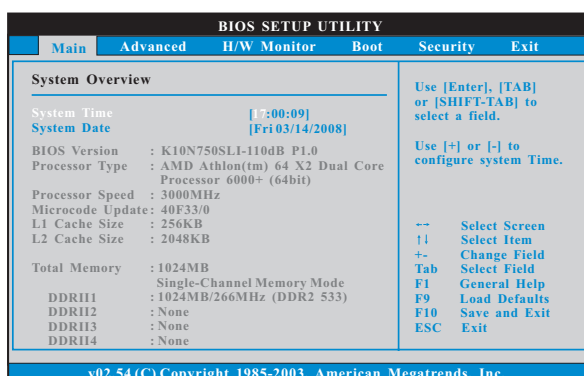 BIOS SETUP UTILITY
Main Advanced H/W Monitor Boot Security Exit
System Overview
System Time [17:00:09]
System Date [Fri 03/14/2008]
BIOS Version : K10N750SLI-110dB P1.0
Processor Type : AMD Athlon(tm) 64 X2 Dual Core
Processor 6000+ (64bit)
Processor Speed : 3000MHz
Microcode Update : 40F33/0
L1 Cache Size : 256KB
L2 Cache Size : 2048KB
Total Memory : 1024MB
Single-Channel Memory Mode
DDRII1 : 1024MB/266MHz (DDR2 533)
DDRII2 : None
DDRII3 : None
DDRII4 : None
Use [Enter], [TAB]
or [SHIFT-TAB] to
select a field.
Use [+] or [-] to
configure system Time.
←→ Select Screen
↑↓ Select Item
+- Change Field
Tab Select Field
F1 General Help
F9 Load Defaults
F10 Save and Exit
ESC Exit
v02.54 (C) Copyright 1985-2003, American Megatrends, Inc.